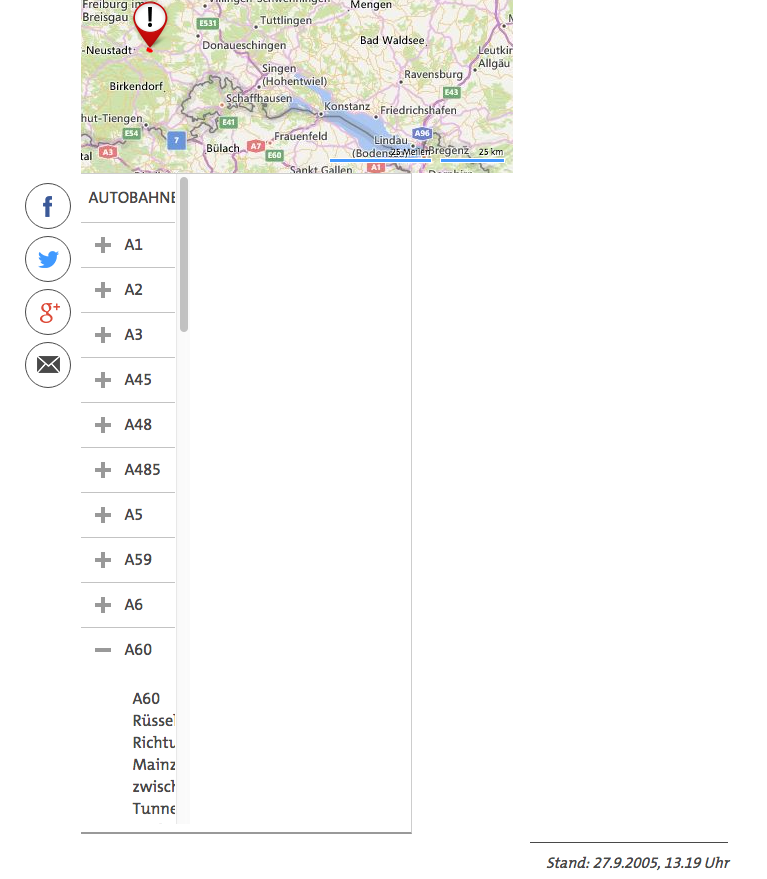 Freiburg im
Breisgau
Villingen-Schwenningen
Mengen
E531
Tuttlingen
-Neustadt
Donaueschingen
Bad Waldsee
Leutkir
Allgäu
Singen
(Hohentwiel)
Ravensburg
Birkendorf
E43
Schaffhausen
Konstanz
Friedrichshafen
hut-Tiengen
E41
E54
A96
7
Frauenfeld
Lindau
(Bodensee)
Bregenz
A3
Bülach
A7
E60
25 Meilen
25 km
tal
Sankt Gallen
A1
AUTOBAHNE
A1
A2
A3
A45
A48
A485
A5
A59
A6
A60
A60
Rüssel
Richtu
Mainz
zwisch
Tunne
Stand: 27.9.2005, 13.19 Uhr